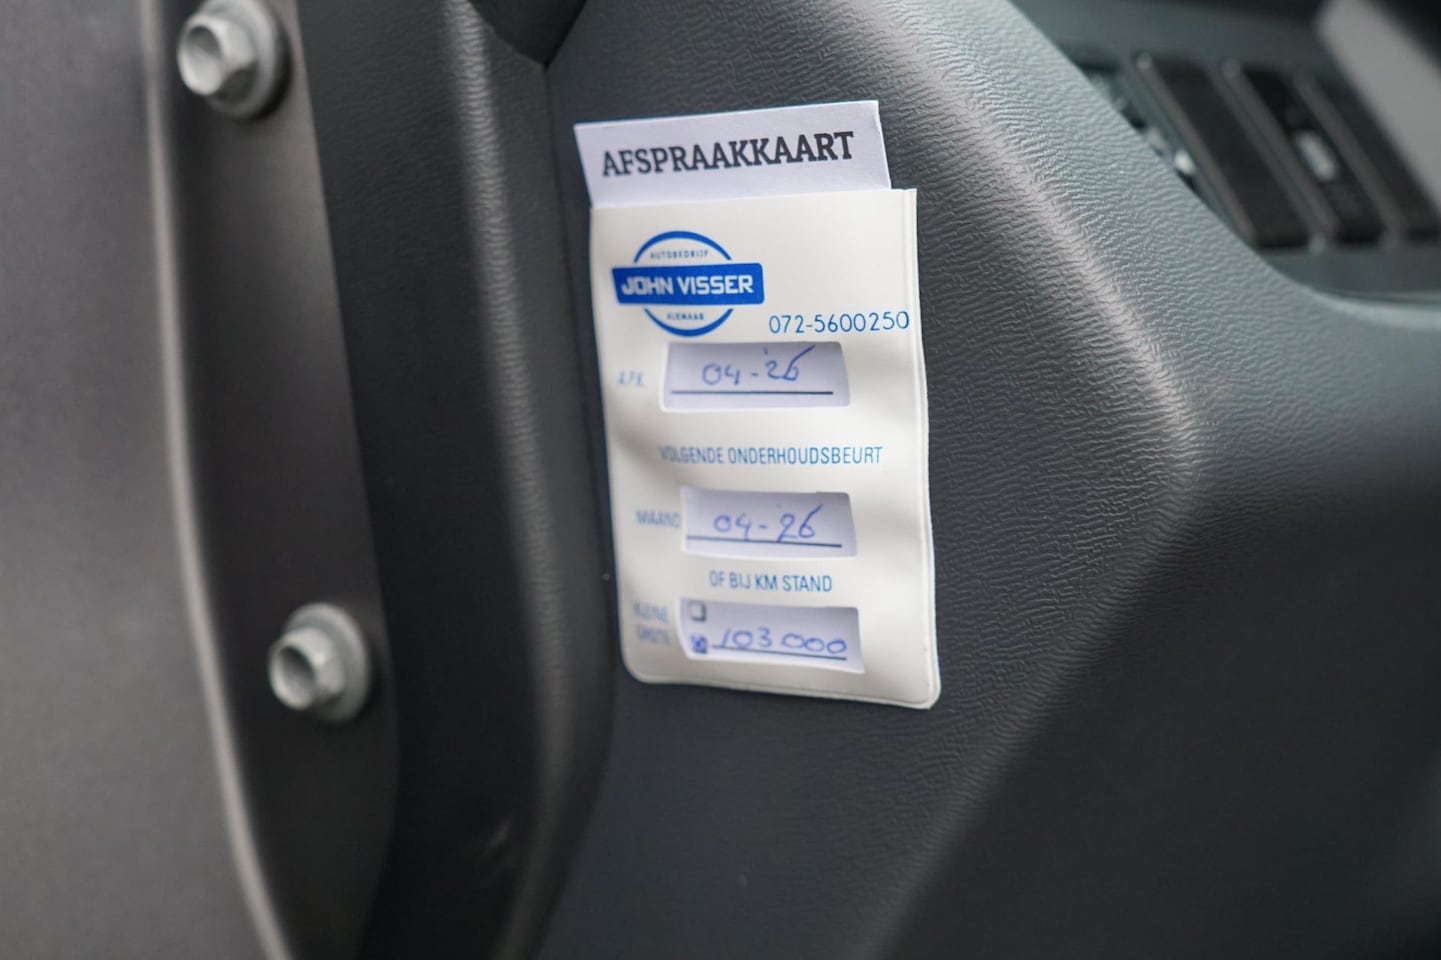 AFSPRAAKKAART
AUTOBEDRIJF
JOHN VISSER
ALKMAAR
072-5600250
A.P.K. 04-'26
VOLGENDE ONDERHOUDSBEURT
MAAND 04-'26
OF BIJ KM STAND
KLEINE
GROTE 103000